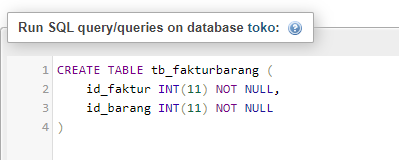 Run SQL query/queries on database toko:
1 CREATE TABLE tb_fakturbarang (
2 id_faktur INT(11) NOT NULL,
3 id_barang INT(11) NOT NULL
4 )